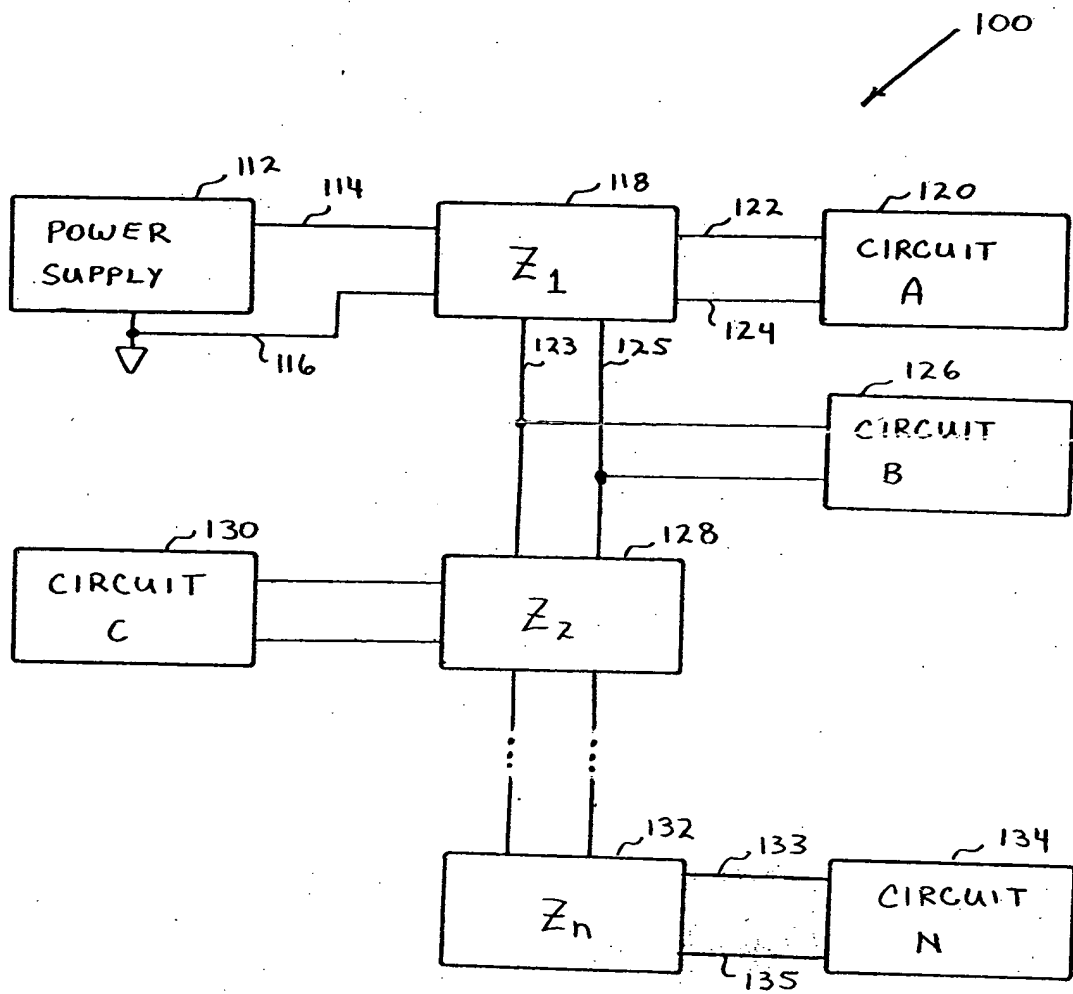 100
112
POWER
SUPPLY
114
116
118
Z1
122
124
120
CIRCUIT
A
123
125
126
CIRCUIT
B
130
CIRCUIT
C
128
Z2
132
Zn
133
135
134
CIRCUIT
N